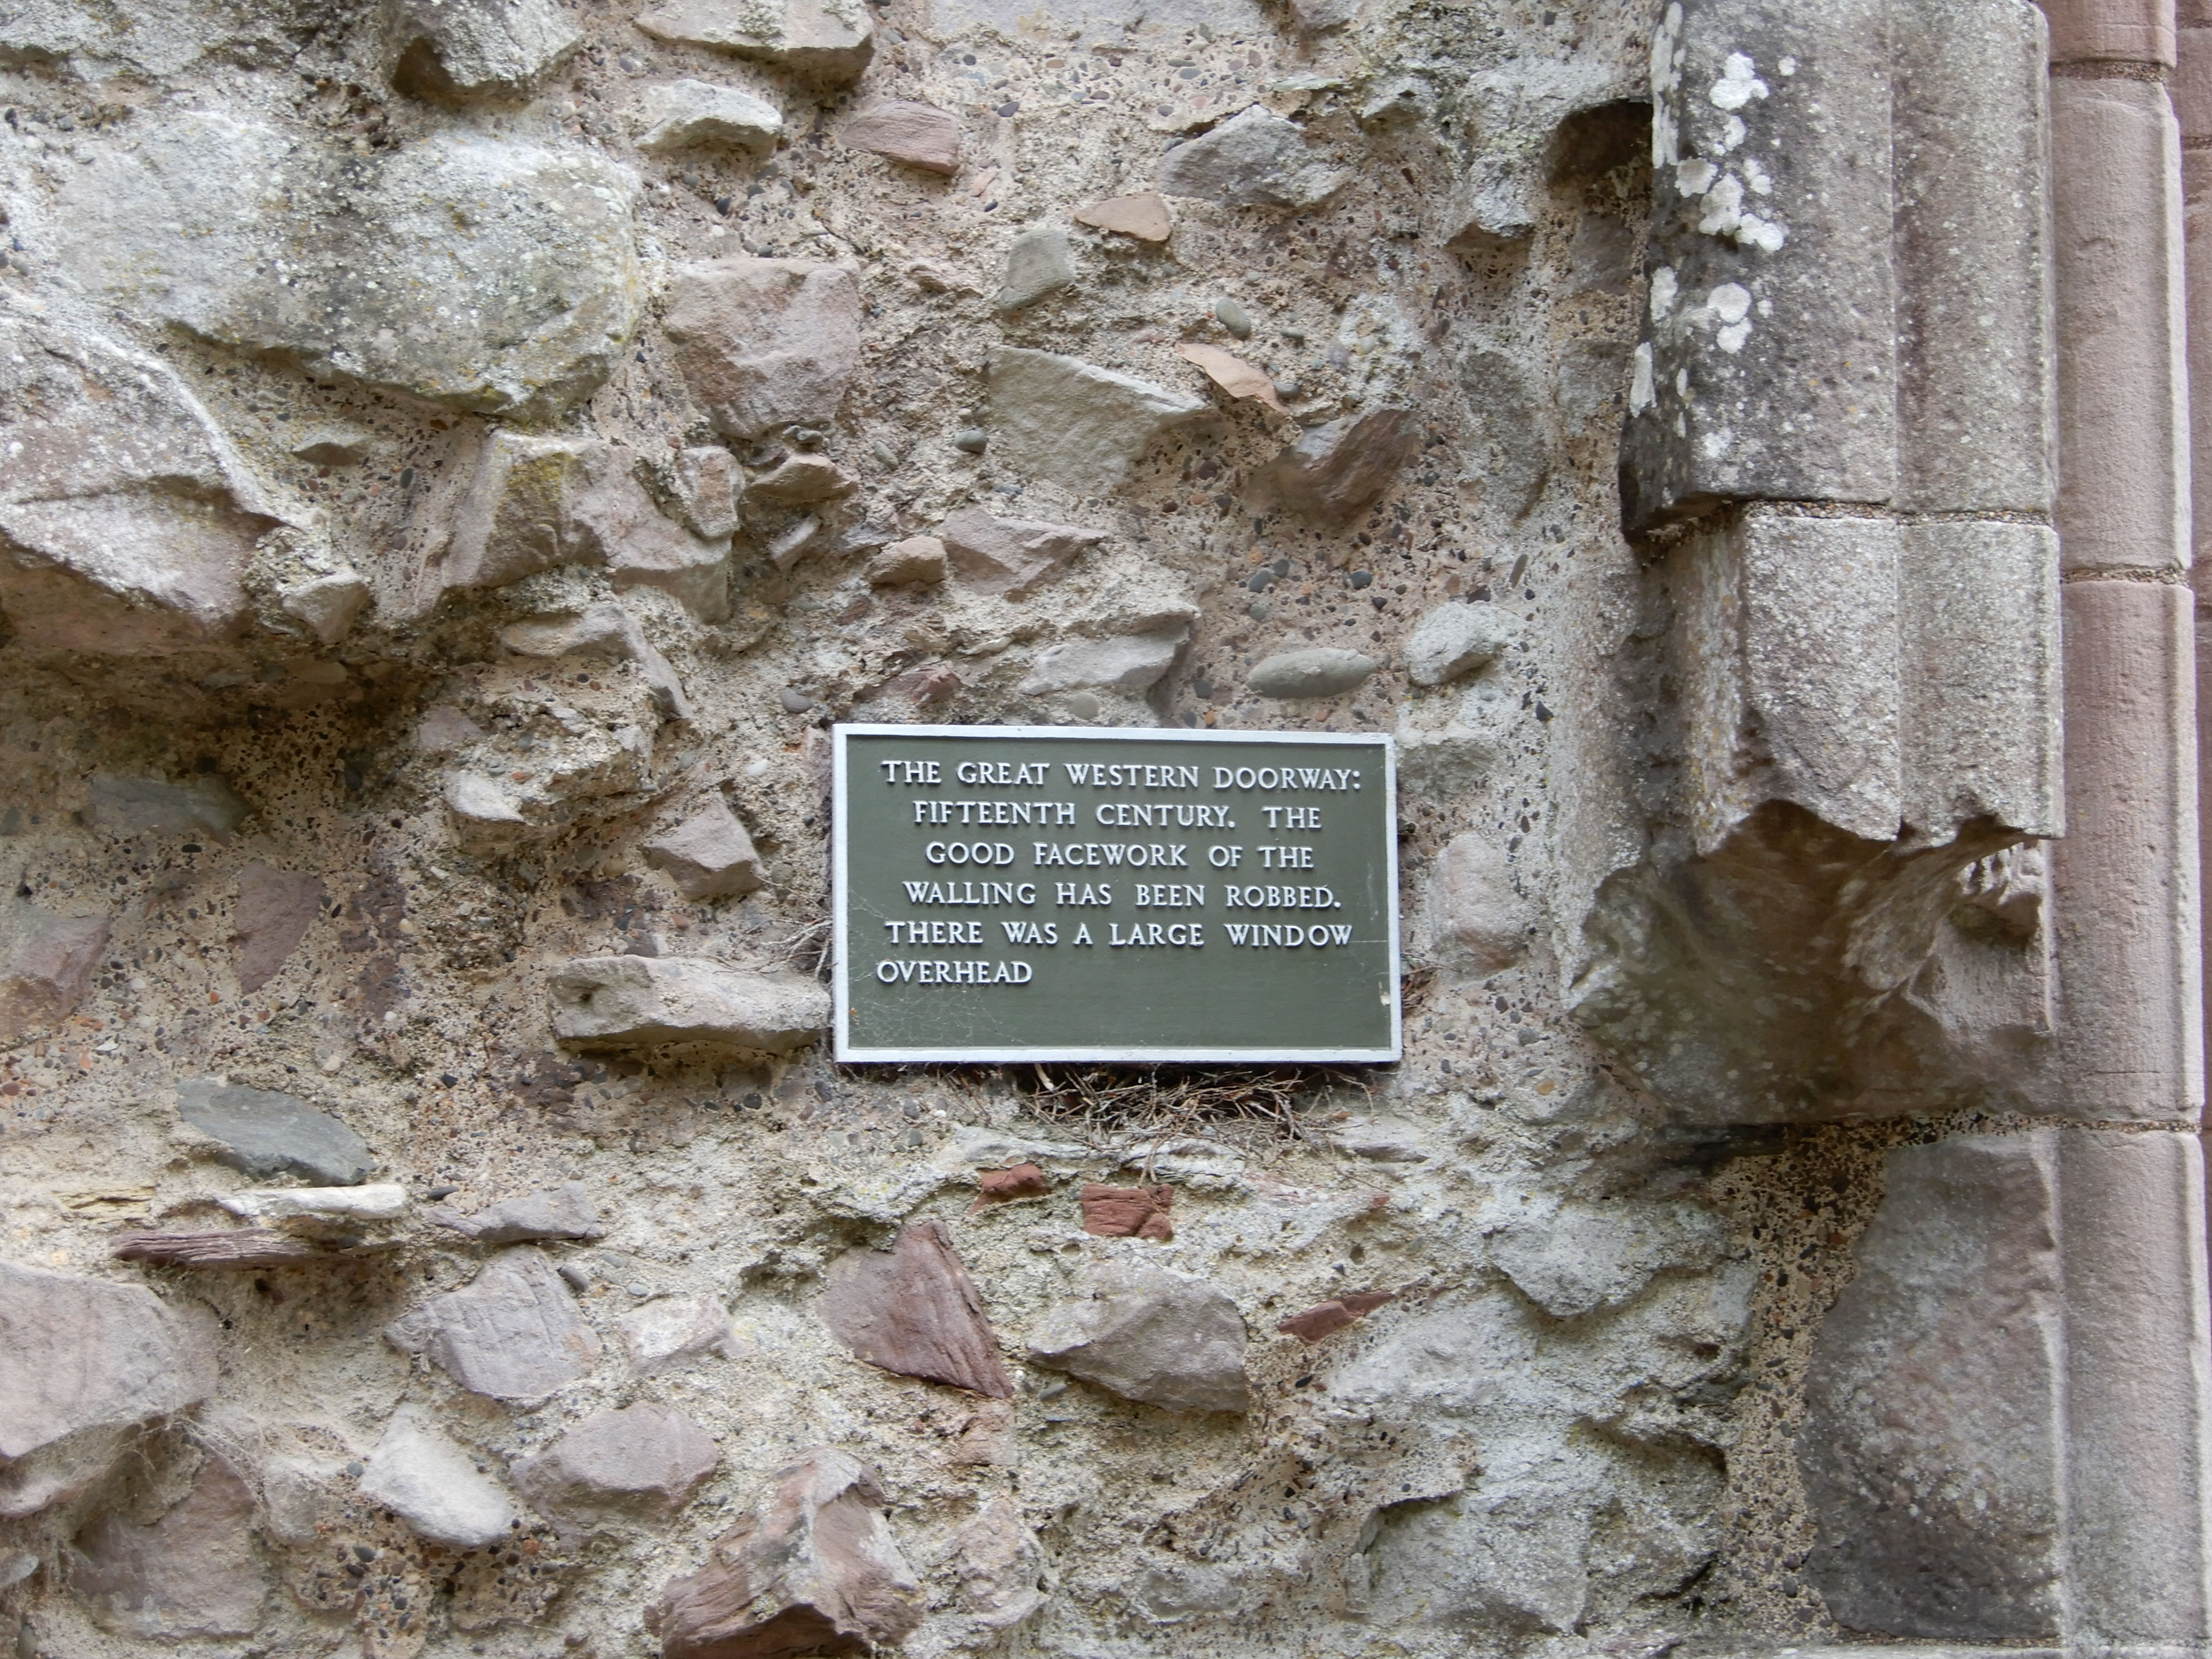 THE GREAT WESTERN DOORWAY:
FIFTEENTH CENTURY. THE
GOOD FACEWORK OF THE
WALLING HAS BEEN ROBBED.
THERE WAS A LARGE WINDOW
OVERHEAD